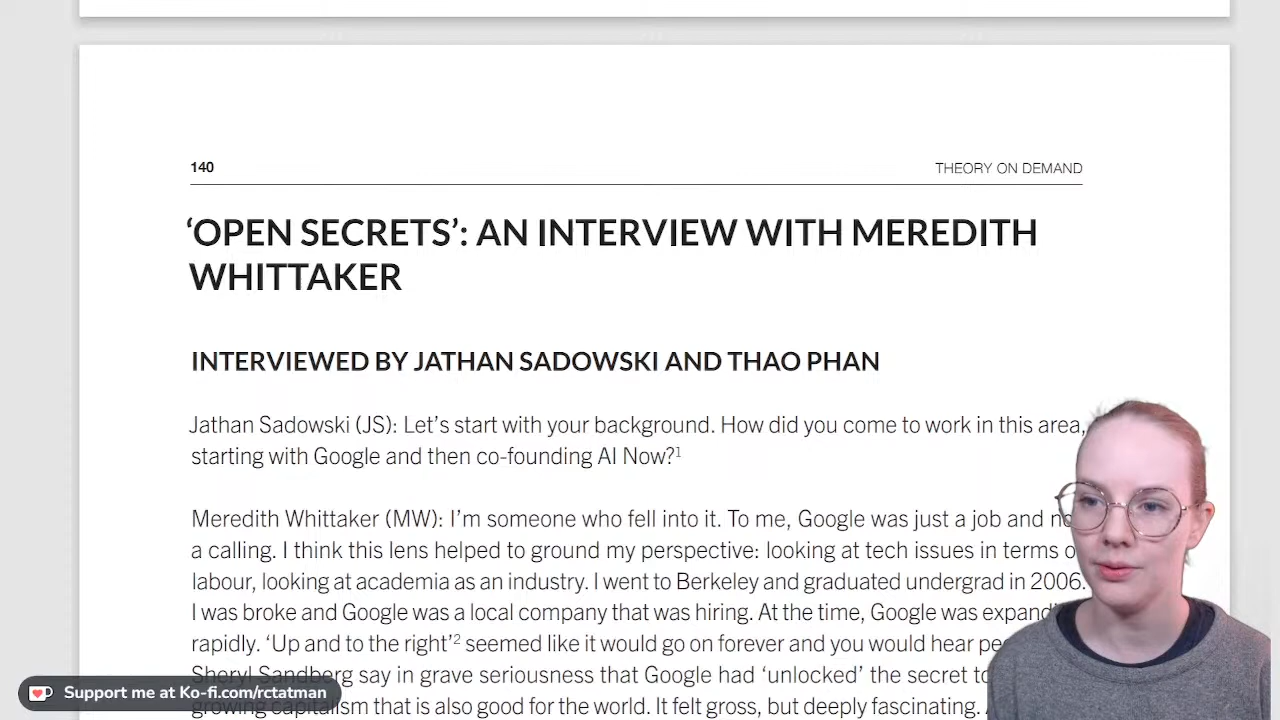 140
THEORY ON DEMAND
‘OPEN SECRETS’: AN INTERVIEW WITH MEREDITH
WHITTAKER
INTERVIEWED BY JATHAN SADOWSKI AND THAO PHAN
Jathan Sadowski (JS): Let’s start with your background. How did you come to work in this area,
starting with Google and then co-founding AI Now?¹
Meredith Whittaker (MW): I’m someone who fell into it. To me, Google was just a job and
a calling. I think this lens helped to ground my perspective: looking at tech issues in terms
labour, looking at academia as an industry. I went to Berkeley and graduated undergrad in 2006.
I was broke and Google was a local company that was hiring. At the time, Google was
rapidly. ‘Up and to the right’² seemed like it would go on forever and you would hear
Sheryl Sandberg say in grave seriousness that Google had ‘unlocked’ the secret
growing capitalism that is also good for the world. It felt gross, but deeply fascinating.
Support me at Ko-fi.com/rctatman